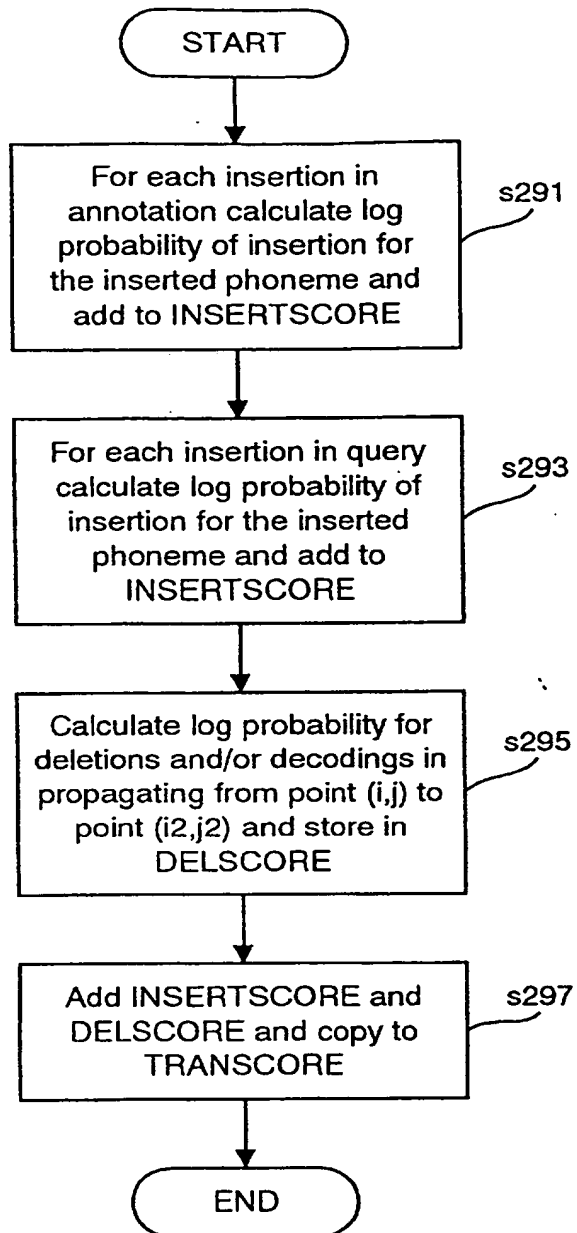 START
For each insertion in
annotation calculate log
probability of insertion for
the inserted phoneme and
add to INSERTSCORE
s291
For each insertion in query
calculate log probability of
insertion for the inserted
phoneme and add to
INSERTSCORE
s293
Calculate log probability for
deletions and/or decodings in
propagating from point (i,j) to
point (i2,j2) and store in
DELSCORE
s295
Add INSERTSCORE and
DELSCORE and copy to
TRANSCORE
s297
END